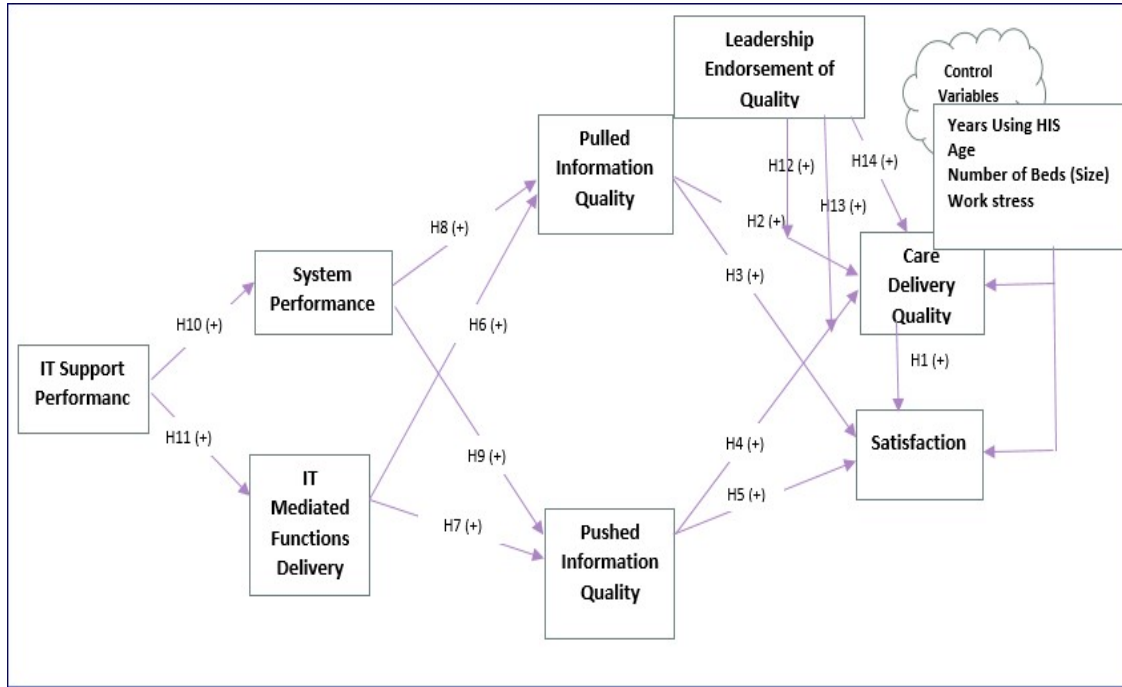 Leadership
Endorsement of
Quality
Control
Variables
Years Using HIS
Age
Number of Beds (Size)
Work stress
Pulled
Information
Quality
H12 (+)
H14 (+)
H13 (+)
H8 (+)
H2 (+)
System
Performance
Care
Delivery
Quality
H3 (+)
H10 (+)
H6 (+)
IT Support
Performanc
H1 (+)
H11 (+)
H9 (+)
H4 (+)
Satisfaction
IT
Mediated
Functions
Delivery
H5 (+)
H7 (+)
Pushed
Information
Quality